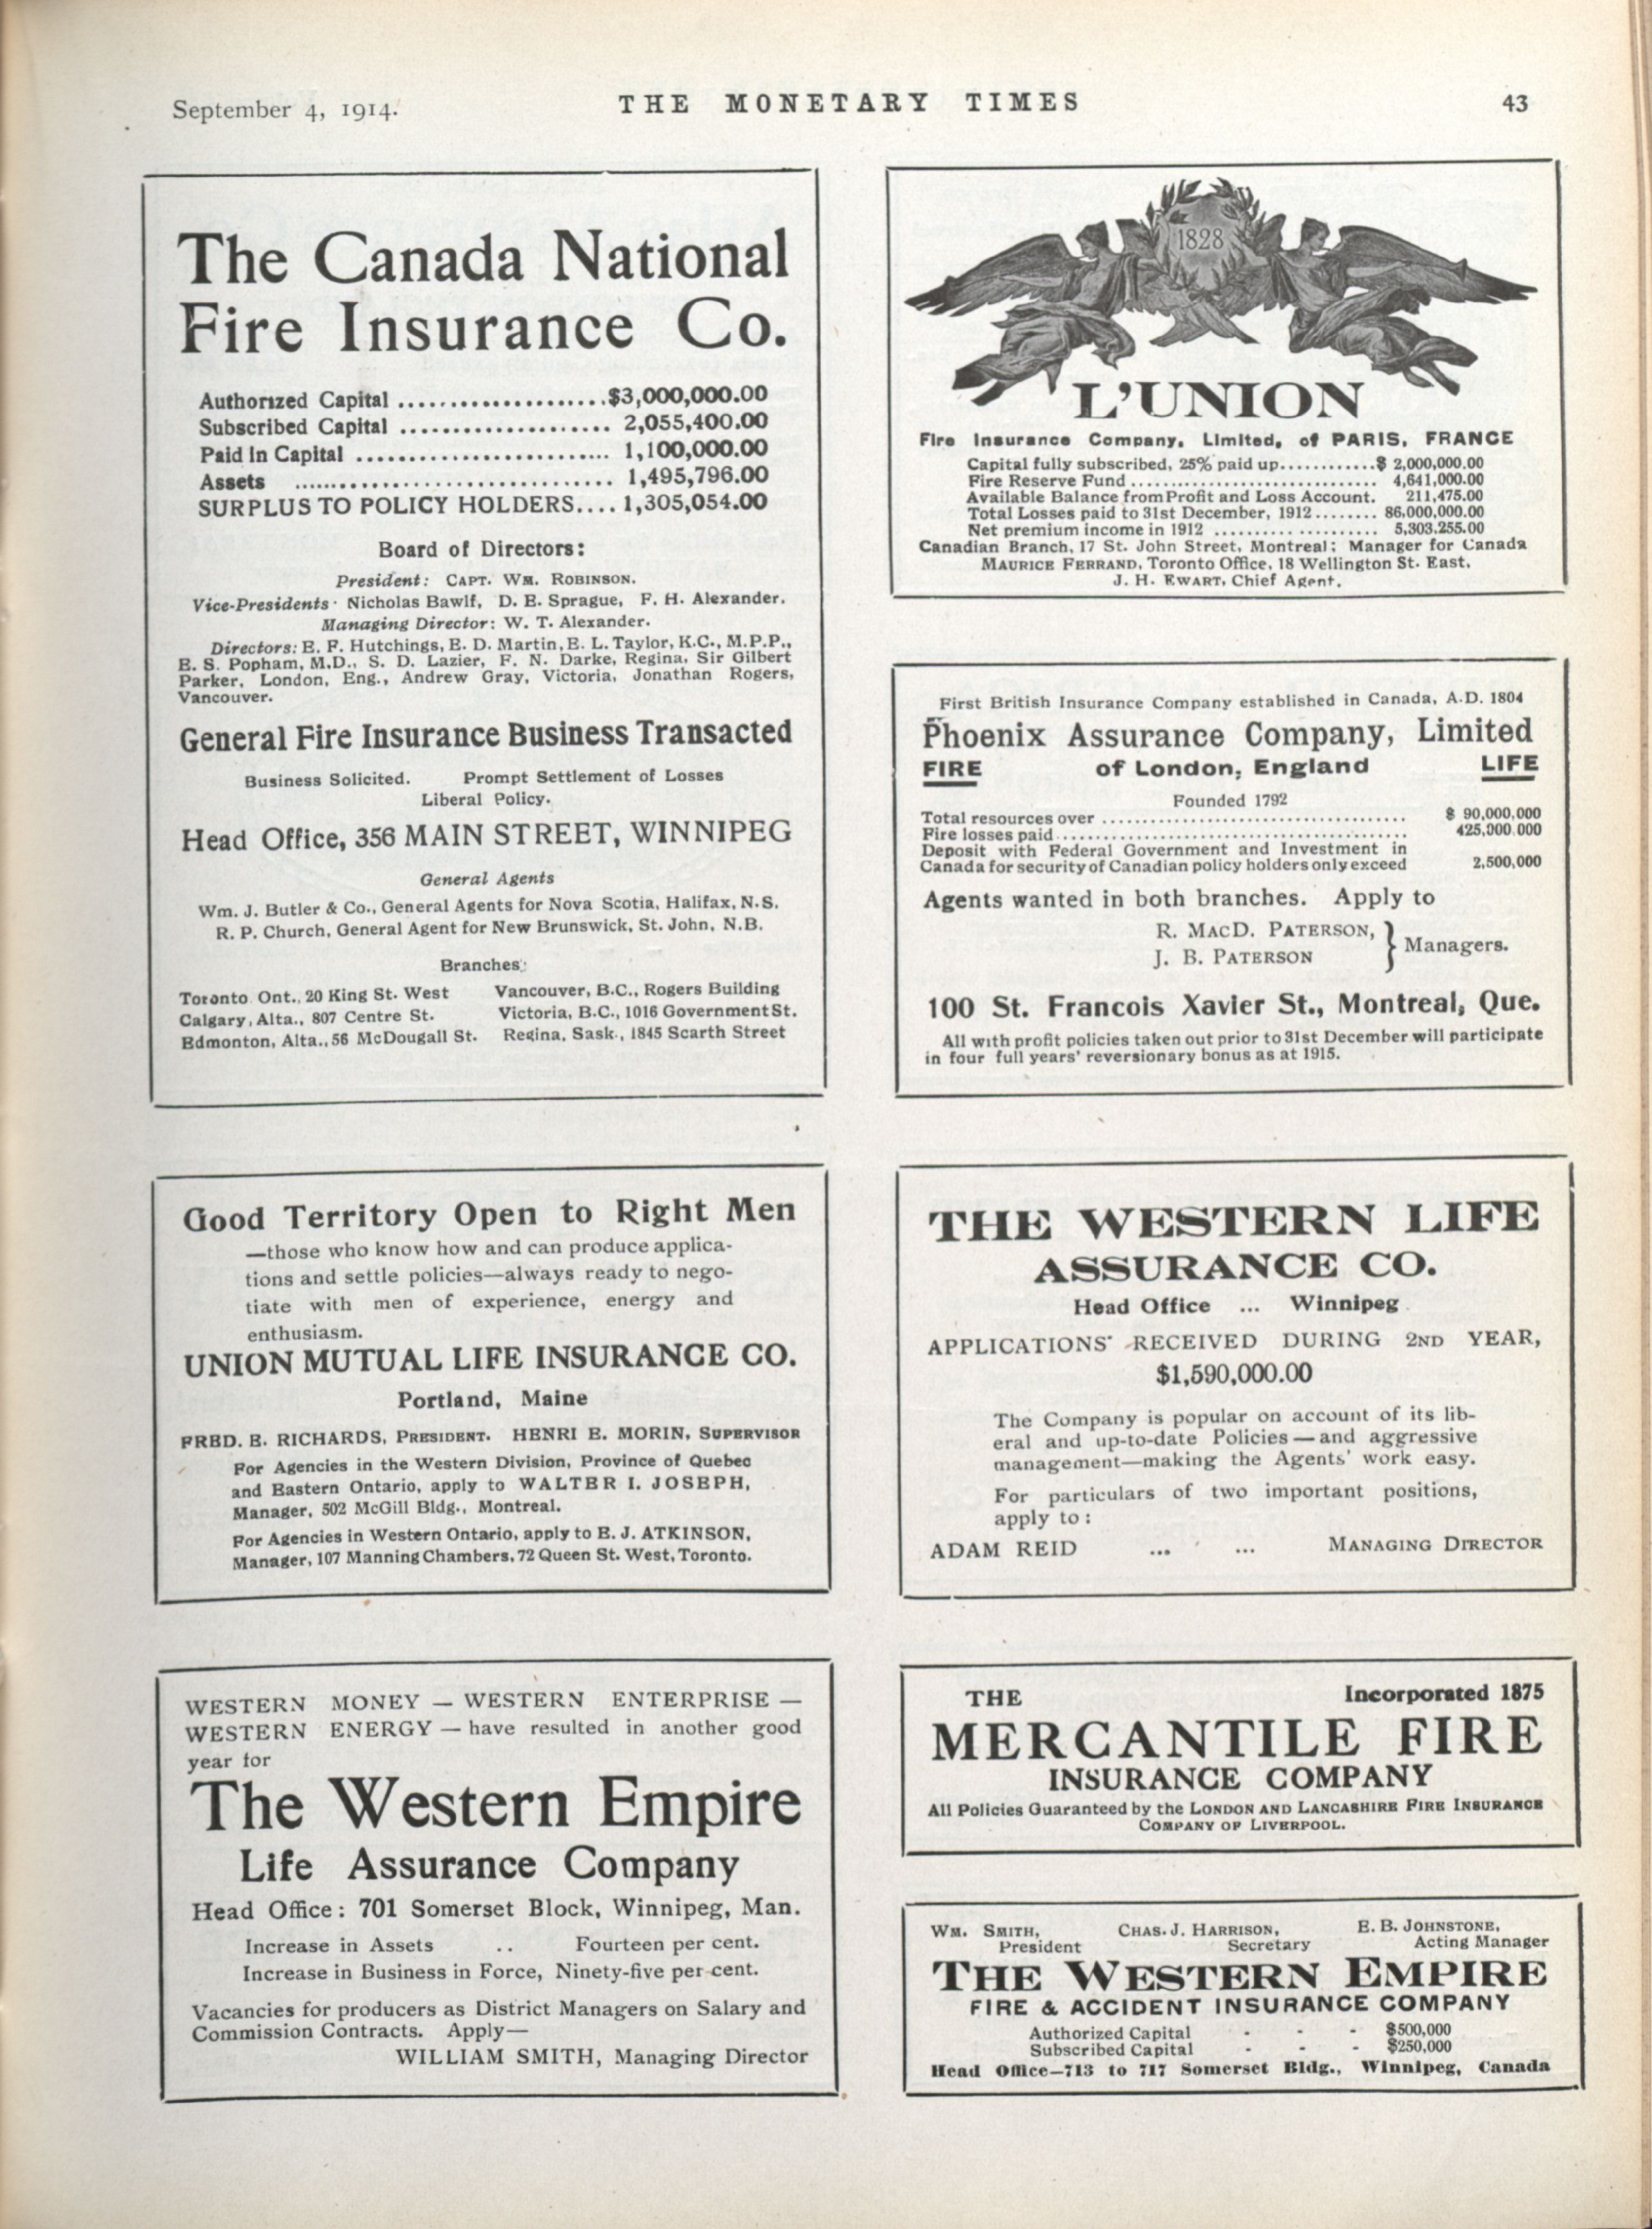 September 4, 1914.
THE MONETARY TIMES
43
The Canada National
Fire Insurance Co.
Authorized Capital ..................... $3,000,000.00
Subscribed Capital .................... 2,055,400.00
Paid in Capital ......................... 1,100,000.00
Assets ................................ 1,495,796.00
SURPLUS TO POLICY HOLDERS.... 1,305,054.00
Board of Directors:
President: CAPT. WM. ROBINSON.
Vice-Presidents: Nicholas Bawlf, D. E. Sprague, F. H. Alexander.
Managing Director: W. T. Alexander.
Directors: E. F. Hutchings, E. D. Martin, E. L. Taylor, K.C., M.P.P.,
E. S. Popham, M.D., S. D. Lazier, F. N. Darke, Regina, Sir Gilbert
Parker, London, Eng., Andrew Gray, Victoria, Jonathan Rogers,
Vancouver.
General Fire Insurance Business Transacted
Business Solicited. Prompt Settlement of Losses
Liberal Policy.
Head Office, 356 MAIN STREET, WINNIPEG
General Agents
Wm. J. Butler & Co., General Agents for Nova Scotia, Halifax, N.S.
R. P. Church, General Agent for New Brunswick, St. John, N.B.
Branches:
Toronto, Ont., 20 King St. West Vancouver, B.C., Rogers Building
Calgary, Alta., 807 Centre St. Victoria, B.C., 1016 Government St.
Edmonton, Alta., 56 McDougall St. Regina, Sask., 1845 Scarth Street
Good Territory Open to Right Men
—those who know how and can produce applica-
tions and settle policies—always ready to nego-
tiate with men of experience, energy and
enthusiasm.
UNION MUTUAL LIFE INSURANCE CO.
Portland, Maine
FRED. E. RICHARDS, PRESIDENT. HENRI E. MORIN, SUPERVISOR
For Agencies in the Western Division, Province of Quebec
and Eastern Ontario, apply to WALTER I. JOSEPH,
Manager, 502 McGill Bldg., Montreal.
For Agencies in Western Ontario, apply to E. J. ATKINSON,
Manager, 107 Manning Chambers, 72 Queen St. West, Toronto.
WESTERN MONEY — WESTERN ENTERPRISE —
WESTERN ENERGY — have resulted in another good
year for
The Western Empire
Life Assurance Company
Head Office: 701 Somerset Block, Winnipeg, Man.
Increase in Assets .. Fourteen per cent.
Increase in Business in Force, Ninety-five per cent.
Vacancies for producers as District Managers on Salary and
Commission Contracts. Apply—
WILLIAM SMITH, Managing Director
1828
L'UNION
Fire Insurance Company, Limited, of PARIS, FRANCE
Capital fully subscribed, 25% paid up............$ 2,000,000.00
Fire Reserve Fund ............................... 4,641,000.00
Available Balance from Profit and Loss Account. 211,475.00
Total Losses paid to 31st December, 1912........ 86,000,000.00
Net premium income in 1912 .................... 5,303,255.00
Canadian Branch, 17 St. John Street, Montreal; Manager for Canada
MAURICE FERRAND, Toronto Office, 18 Wellington St. East,
J. H. EWART, Chief Agent.
First British Insurance Company established in Canada, A.D. 1804
Phoenix Assurance Company, Limited
FIRE of London, England LIFE
Founded 1792
Total resources over ...................................... $ 90,000,000
Fire losses paid ........................................... 425,000,000
Deposit with Federal Government and Investment in
Canada for security of Canadian policy holders only exceed 2,500,000
Agents wanted in both branches. Apply to
R. MACD. PATERSON,
J. B. PATERSON } Managers.
100 St. Francois Xavier St., Montreal, Que.
All with profit policies taken out prior to 31st December will participate
in four full years' reversionary bonus as at 1915.
THE WESTERN LIFE
ASSURANCE CO.
Head Office ... Winnipeg
APPLICATIONS RECEIVED DURING 2ND YEAR,
$1,590,000.00
The Company is popular on account of its lib-
eral and up-to-date Policies—and aggressive
management—making the Agents' work easy.
For particulars of two important positions,
apply to:
ADAM REID ... ... MANAGING DIRECTOR
THE Incorporated 1875
MERCANTILE FIRE
INSURANCE COMPANY
All Policies Guaranteed by the LONDON AND LANCASHIRE FIRE INSURANCE
COMPANY OF LIVERPOOL.
WM. SMITH, CHAS. J. HARRISON, E. B. JOHNSTONE,
President Secretary Acting Manager
THE WESTERN EMPIRE
FIRE & ACCIDENT INSURANCE COMPANY
Authorized Capital - - - $500,000
Subscribed Capital - - - $250,000
Head Office—713 to 717 Somerset Bldg., Winnipeg, Canada